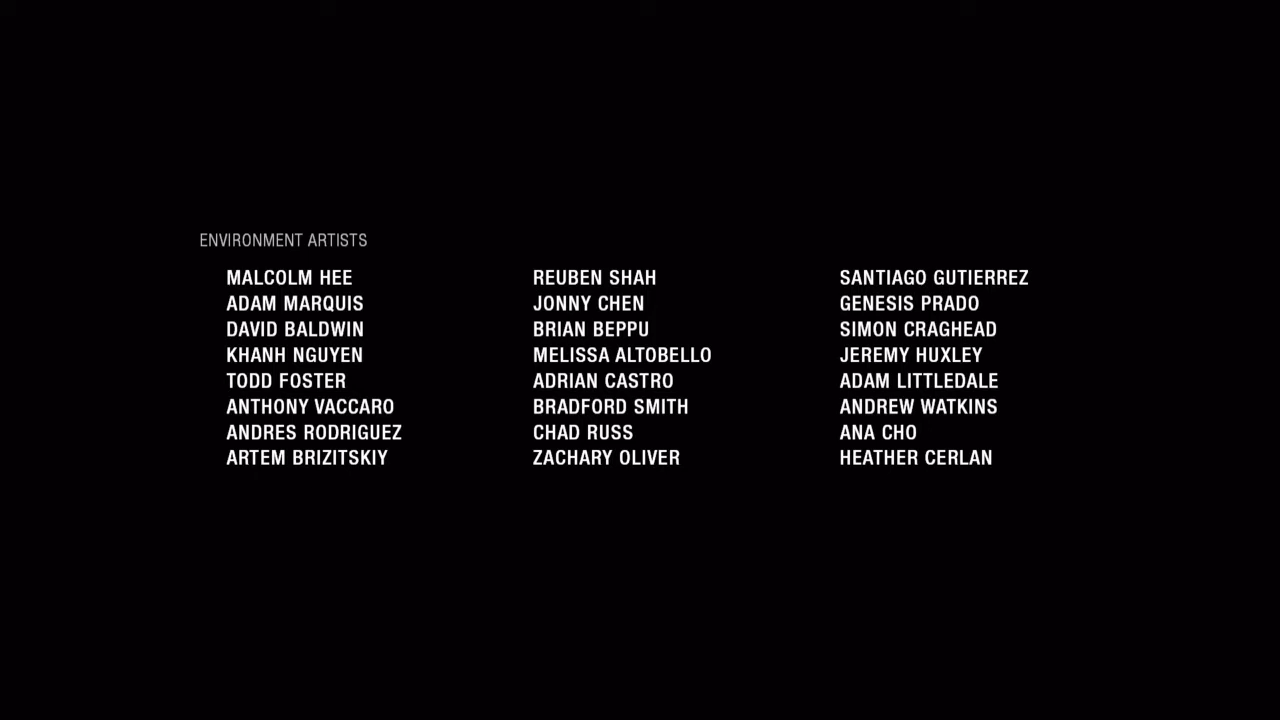 ENVIRONMENT ARTISTS
MALCOLM HEE
ADAM MARQUIS
DAVID BALDWIN
KHANH NGUYEN
TODD FOSTER
ANTHONY VACCARO
ANDRES RODRIGUEZ
ARTEM BRIZITSKIY
REUBEN SHAH
JONNY CHEN
BRIAN BEPPU
MELISSA ALTOBELLO
ADRIAN CASTRO
BRADFORD SMITH
CHAD RUSS
ZACHARY OLIVER
SANTIAGO GUTIERREZ
GENESIS PRADO
SIMON CRAGHEAD
JEREMY HUXLEY
ADAM LITTLEDALE
ANDREW WATKINS
ANA CHO
HEATHER CERLAN